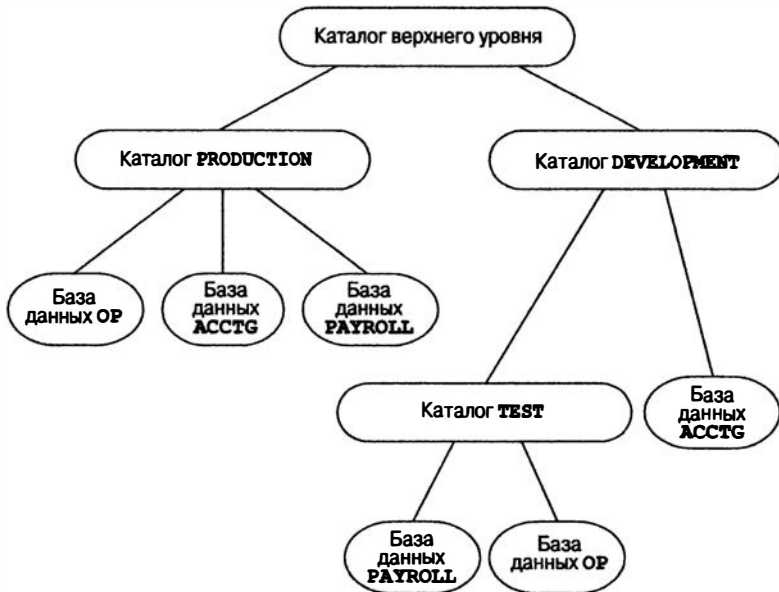 Каталог верхнего уровня
Каталог PRODUCTION
Каталог DEVELOPMENT
База
данных OP
База
данных
ACCTG
База
данных
PAYROLL
Каталог TEST
База
данных
ACCTG
База
данных
PAYROLL
База
данных OP